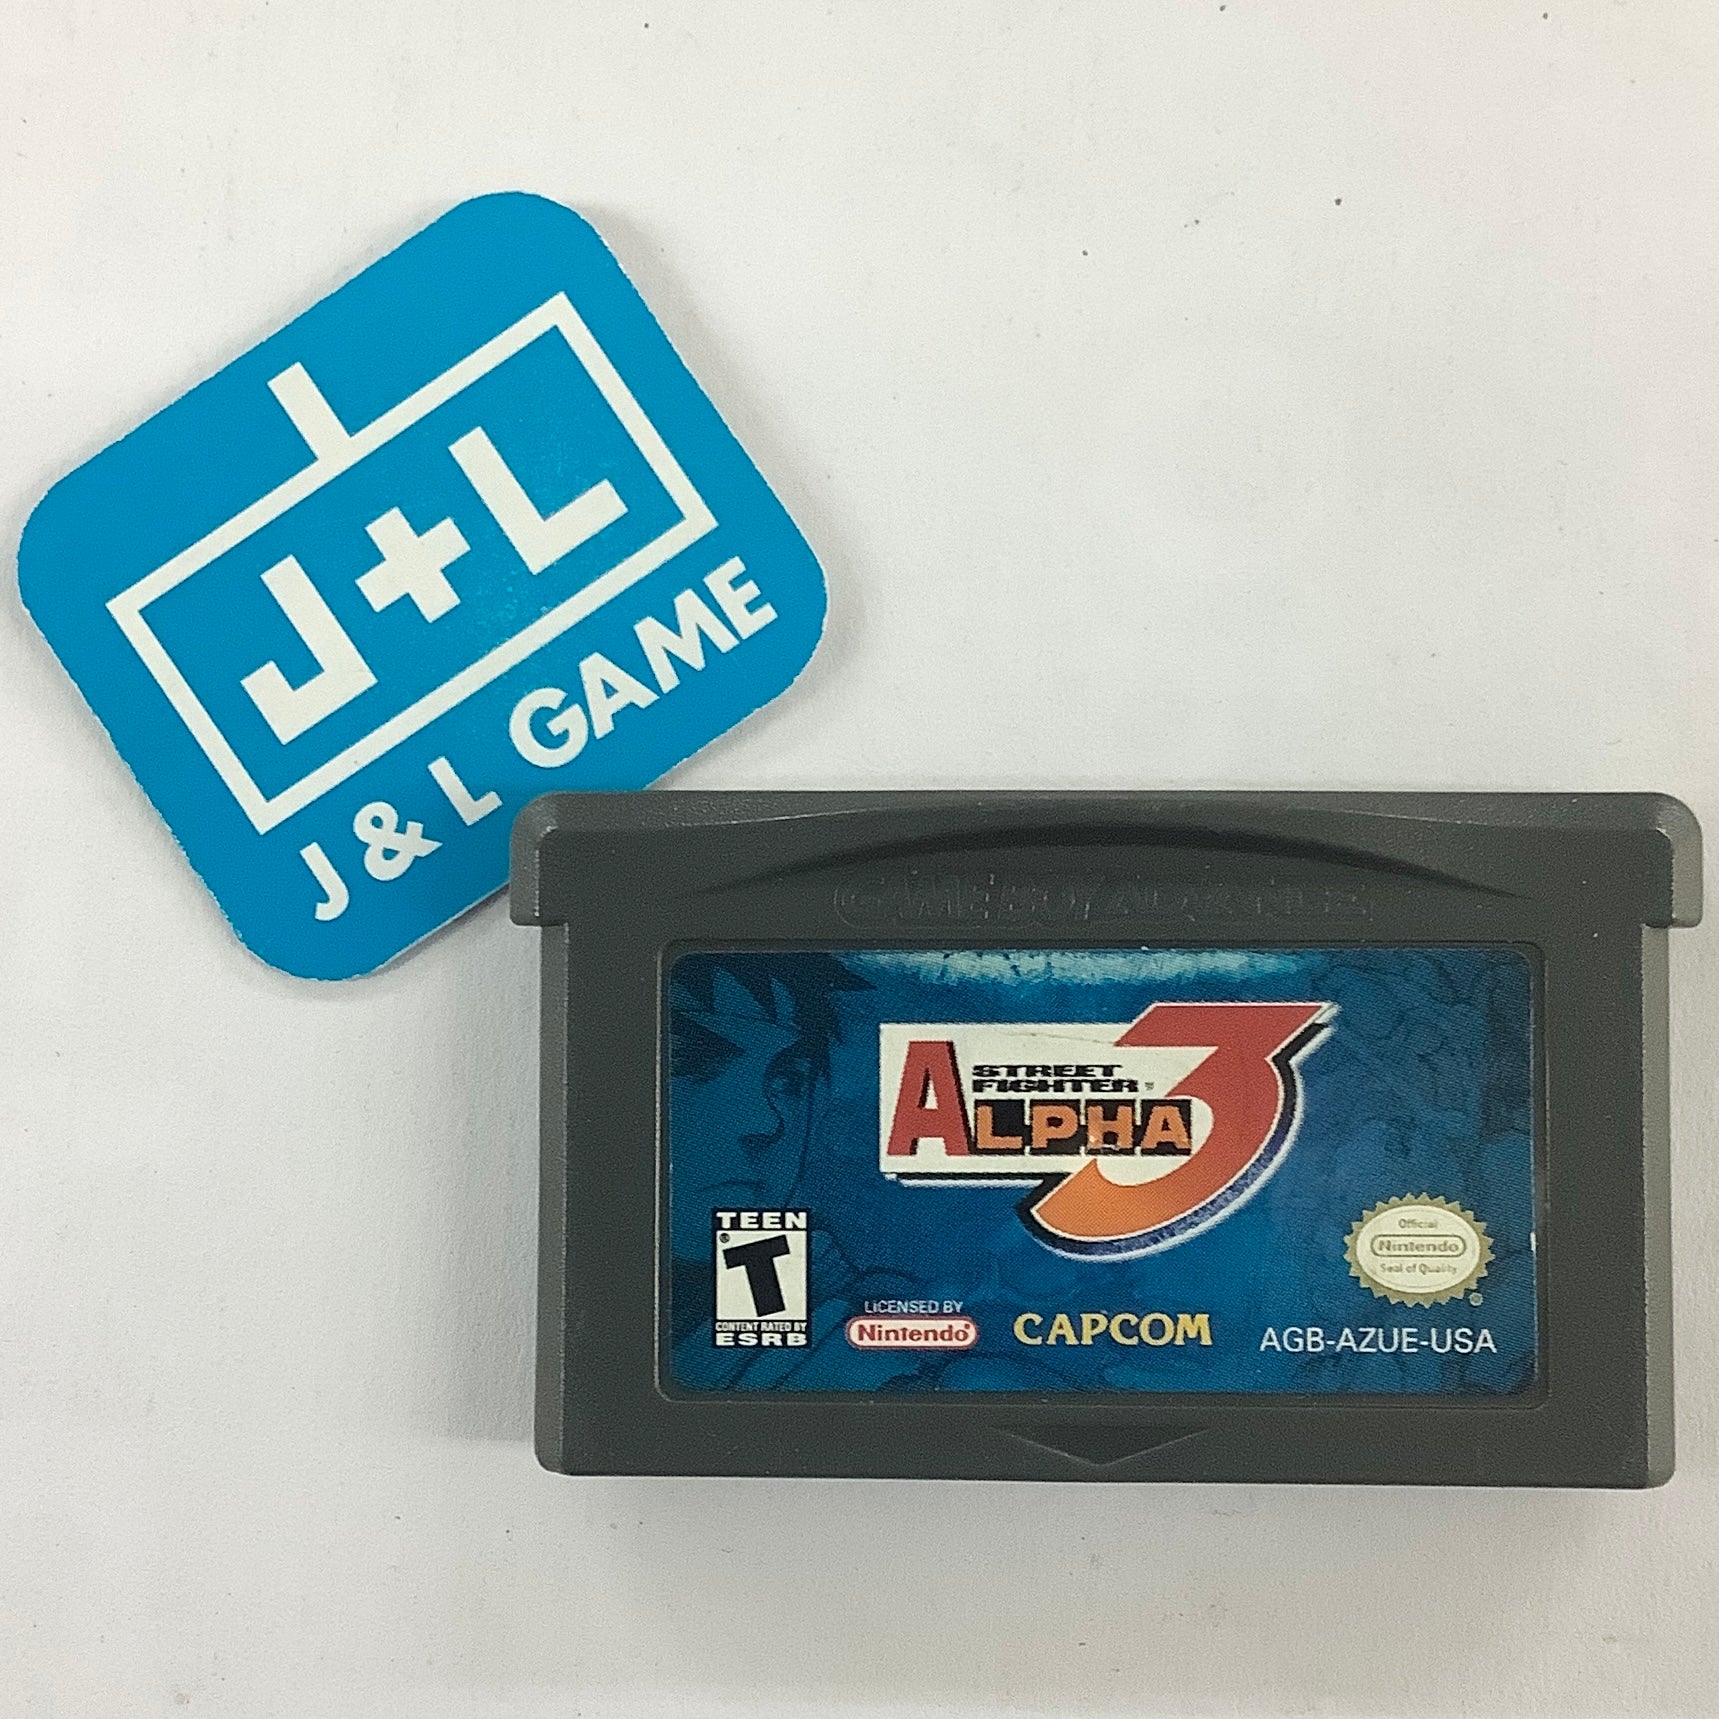 J+L
J & L GAME
GAME BOY ADVANCE
STREET
FIGHTER™
ALPHA 3
TEEN
T
®
CONTENT RATED BY
ESRB
LICENSED BY
Nintendo®
CAPCOM
Official
Nintendo
Seal of Quality
®
AGB-AZUE-USA